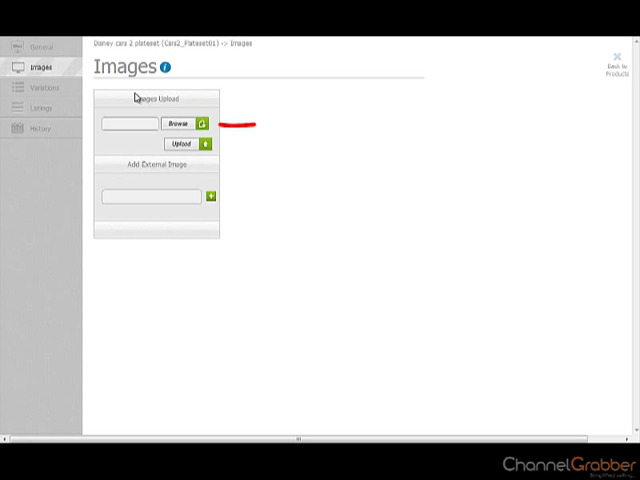 Disney cars 2 plateset (Cars2_Plateset01) -> Images
General
Images
Variations
Listings
History
Images
Back to
Products
Images Upload
Browse
Upload
Add External Image
ChannelGrabber